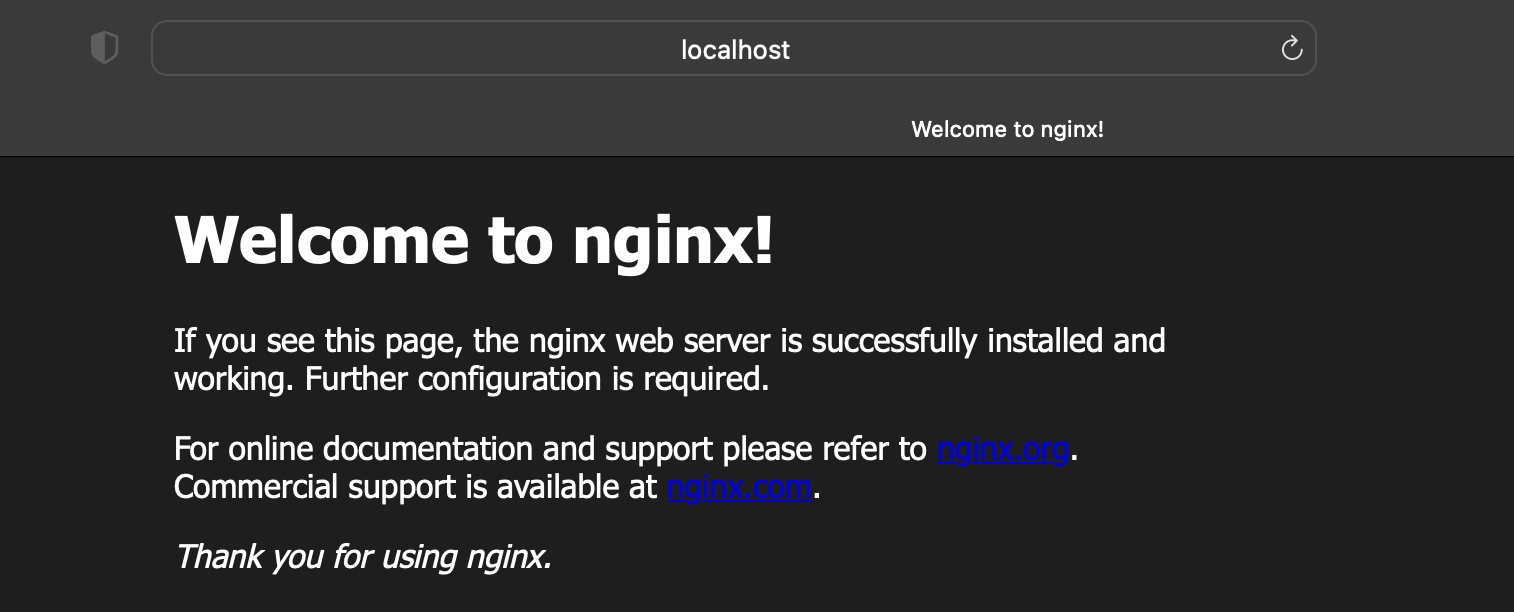 localhost
Welcome to nginx!
Welcome to nginx!
If you see this page, the nginx web server is successfully installed and
working. Further configuration is required.
For online documentation and support please refer to nginx.org.
Commercial support is available at nginx.com.
Thank you for using nginx.